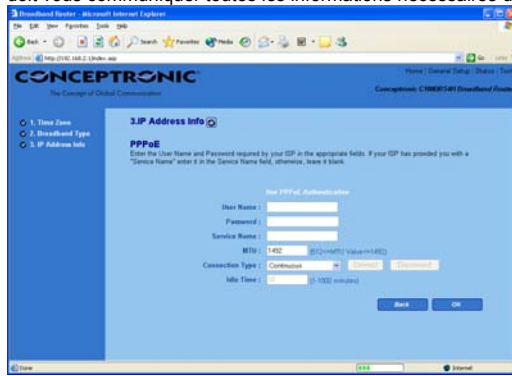 doit vous communiquer toutes les informations nécessaires à
Broadband Router - Microsoft Internet Explorer
File Edit View Favorites Tools Help
Back Search Favorites Media
Address http://192.168.2.1/index.asp Go
CONCEPTRONIC
The Concept of Global Communication
Home | General Setup | Status | Tool
Conceptronic C100BRS4H Broadband Router
1. Time Zone
2. Broadband Type
3. IP Address Info
3.IP Address Info
PPPoE
Enter the User Name and Password required by your ISP in the appropriate fields. If your ISP has provided you with a
"Service Name" enter it in the Service Name field, otherwise, leave it blank.
Use PPPoE Authentication
User Name :
Password :
Service Name :
MTU : 1492 (512<=MTU Value<=1492)
Connection Type : Continuous Connect Disconnect
Idle Time : 10 (1-1000 minutes)
Back OK
Done Internet